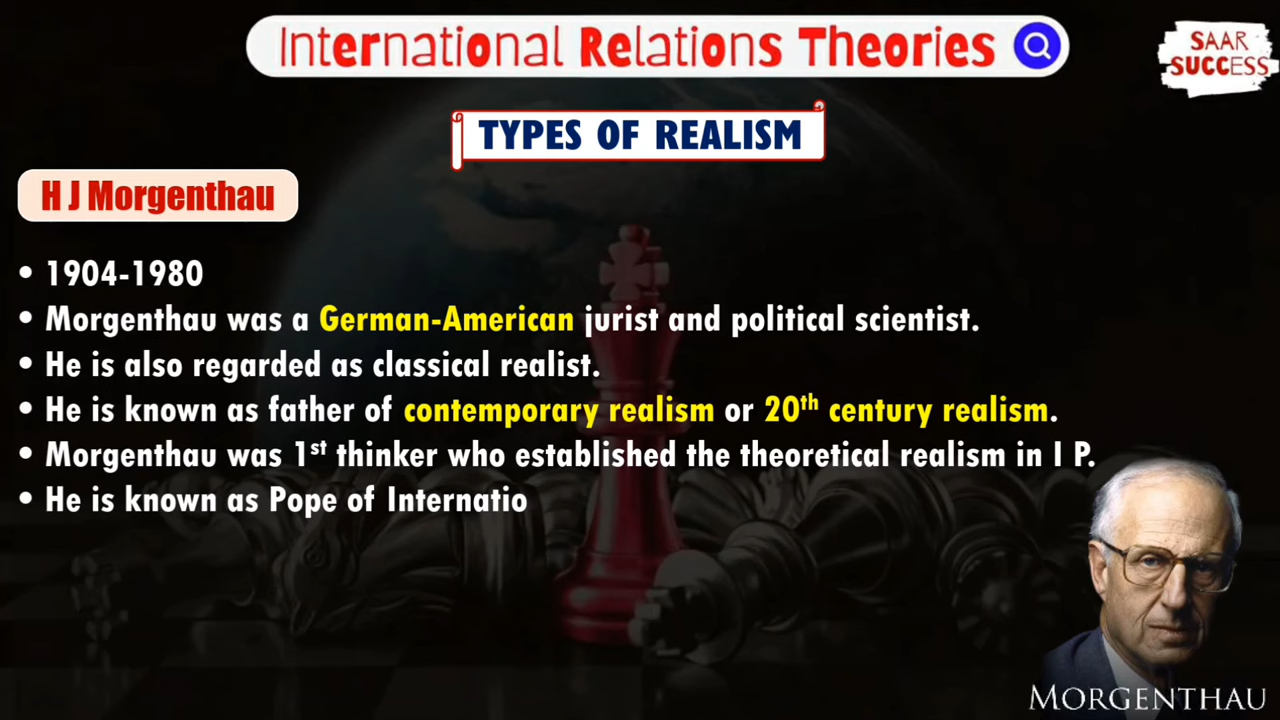 International Relations Theories
SAAR
SUCCESS
TYPES OF REALISM
H J Morgenthau
• 1904-1980
• Morgenthau was a German-American jurist and political scientist.
• He is also regarded as classical realist.
• He is known as father of contemporary realism or 20th century realism.
• Morgenthau was 1st thinker who established the theoretical realism in I P.
• He is known as Pope of Internatio
MORGENTHAU